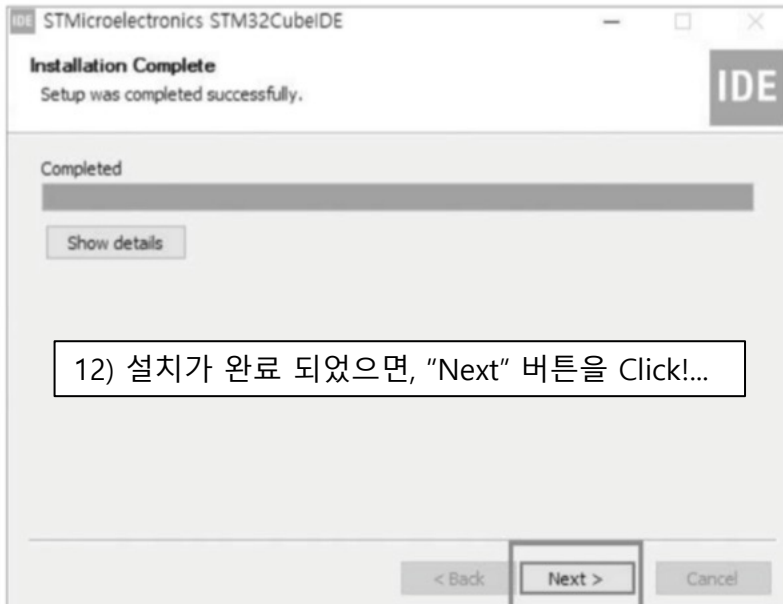 IDE STMicroelectronics STM32CubeIDE
Installation Complete
Setup was completed successfully.
IDE
Completed
Show details
12) 설치가 완료 되었으면, “Next” 버튼을 Click!...
< Back
Next >
Cancel